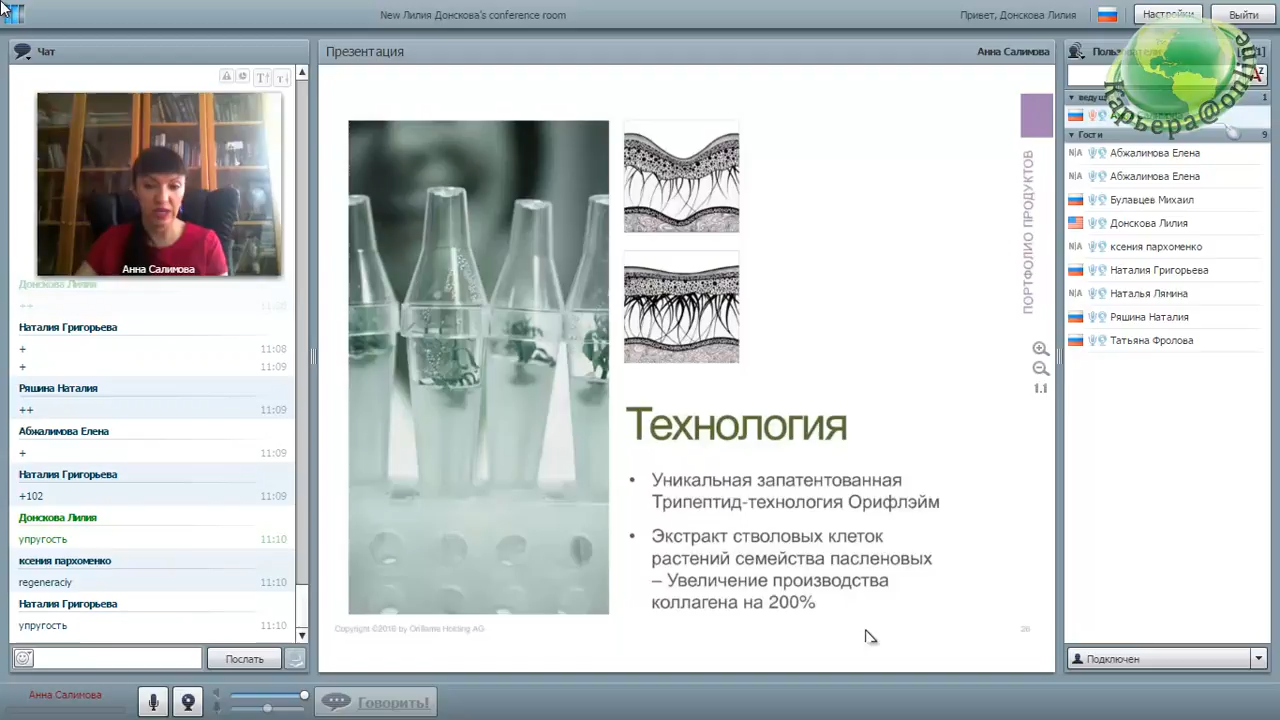 New Лилия Донскова's conference room
Привет, Донскова Лилия
Настройки
Выйти
Чат
Презентация
Анна Салимова
Пользователи
Карьера@online
Анна Салимова
Донскова Лилия
++ 11:08
Наталия Григорьева
+ 11:08
+ 11:09
Ряшина Наталия
++ 11:09
Абжалимова Елена
+ 11:09
Наталия Григорьева
+102 11:09
Донскова Лилия
упругость 11:10
ксения пархоменко
regeneraciy 11:10
Наталия Григорьева
упругость 11:10
Послать
ПОРТФОЛИО ПРОДУКТОВ
1.1
Технология
• Уникальная запатентованная
Трипептид-технология Орифлэйм
• Экстракт стволовых клеток
растений семейства пасленовых
– Увеличение производства
коллагена на 200%
Copyright ©2016 by Oriflame Holding AG
26
1
Гости 9
N|A Абжалимова Елена
N|A Абжалимова Елена
Булавцев Михаил
Донскова Лилия
N|A ксения пархоменко
Наталия Григорьева
N|A Наталья Лямина
Ряшина Наталия
Татьяна Фролова
Подключен
Анна Салимова
Говорить!